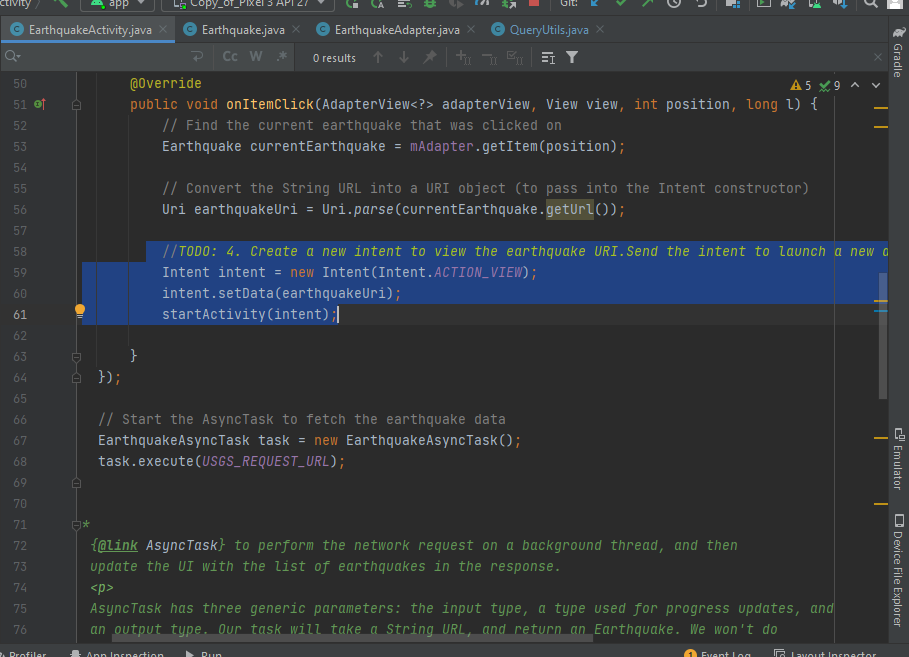 ctivity
app
Copy_of_Pixel 3 API 27
Git:
EarthquakeActivity.java
Earthquake.java
EarthquakeAdapter.java
QueryUtils.java
Cc W .* 0 results
50 @Override
51 public void onItemClick(AdapterView<?> adapterView, View view, int position, long l) {
5 9
52 // Find the current earthquake that was clicked on
53 Earthquake currentEarthquake = mAdapter.getItem(position);
54
55 // Convert the String URL into a URI object (to pass into the Intent constructor)
56 Uri earthquakeUri = Uri.parse(currentEarthquake.getUrl());
57
58 //TODO: 4. Create a new intent to view the earthquake URI.Send the intent to launch a new a
59 Intent intent = new Intent(Intent.ACTION_VIEW);
60 intent.setData(earthquakeUri);
61 startActivity(intent);
62
63 }
64 });
65
66 // Start the AsyncTask to fetch the earthquake data
67 EarthquakeAsyncTask task = new EarthquakeAsyncTask();
68 task.execute(USGS_REQUEST_URL);
69
70
71 *
72 {@link AsyncTask} to perform the network request on a background thread, and then
73 update the UI with the list of earthquakes in the response.
74 <p>
75 AsyncTask has three generic parameters: the input type, a type used for progress updates, and
76 an output type. Our task will take a String URL, and return an Earthquake. We won't do
Gradle
Emulator
Device File Explorer
Profiler
App Inspection
Run
1 Event Log
Layout Inspector